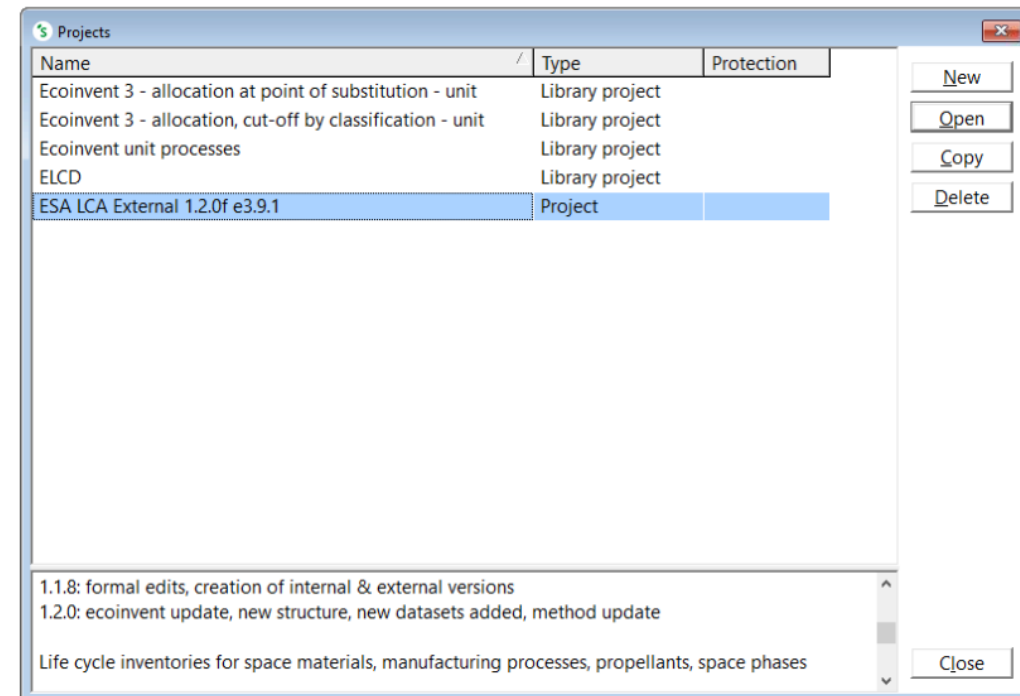 Projects
Name Type Protection
Ecoinvent 3 - allocation at point of substitution - unit Library project
Ecoinvent 3 - allocation, cut-off by classification - unit Library project
Ecoinvent unit processes Library project
ELCD Library project
ESA LCA External 1.2.0f e3.9.1 Project
New
Open
Copy
Delete
1.1.8: formal edits, creation of internal & external versions
1.2.0: ecoinvent update, new structure, new datasets added, method update
Life cycle inventories for space materials, manufacturing processes, propellants, space phases
Close